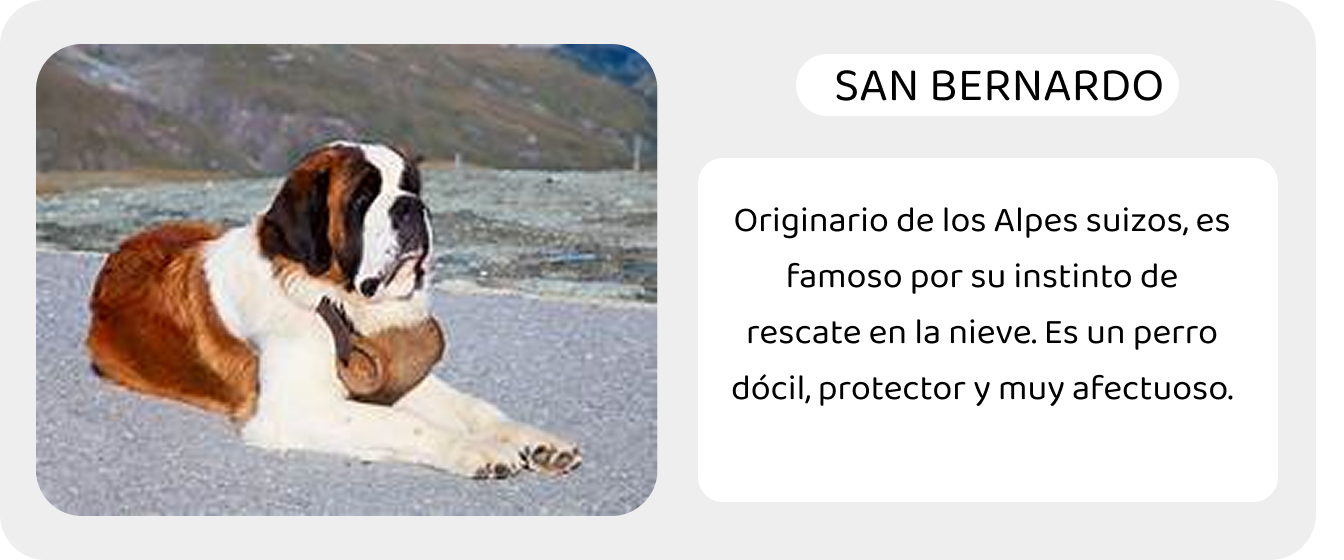 SAN BERNARDO
Originario de los Alpes suizos, es
famoso por su instinto de
rescate en la nieve. Es un perro
dócil, protector y muy afectuoso.